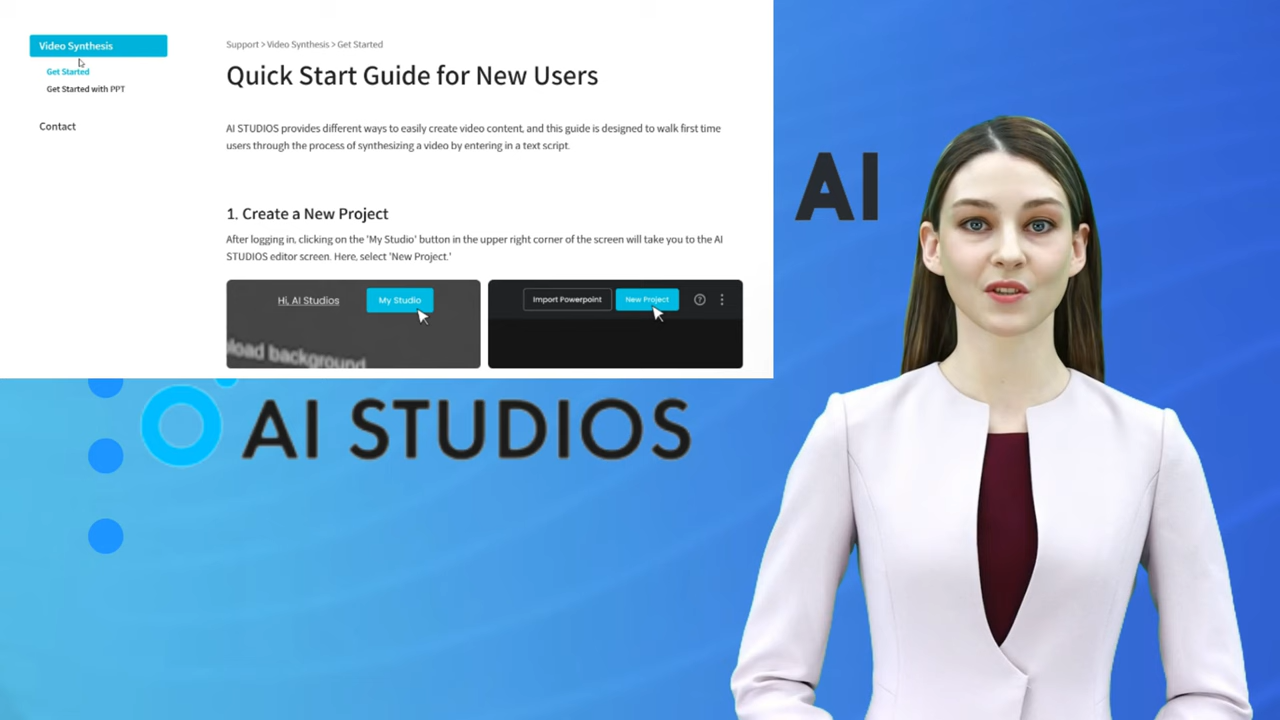 Video Synthesis
Get Started
Get Started with PPT
Contact
Support > Video Synthesis > Get Started
Quick Start Guide for New Users
AI STUDIOS provides different ways to easily create video content, and this guide is designed to walk first time
users through the process of synthesizing a video by entering in a text script.
1. Create a New Project
After logging in, clicking on the 'My Studio' button in the upper right corner of the screen will take you to the AI
STUDIOS editor screen. Here, select 'New Project.'
Hi, AI Studios
My Studio
load background
Import Powerpoint
New Project
AI
AI STUDIOS